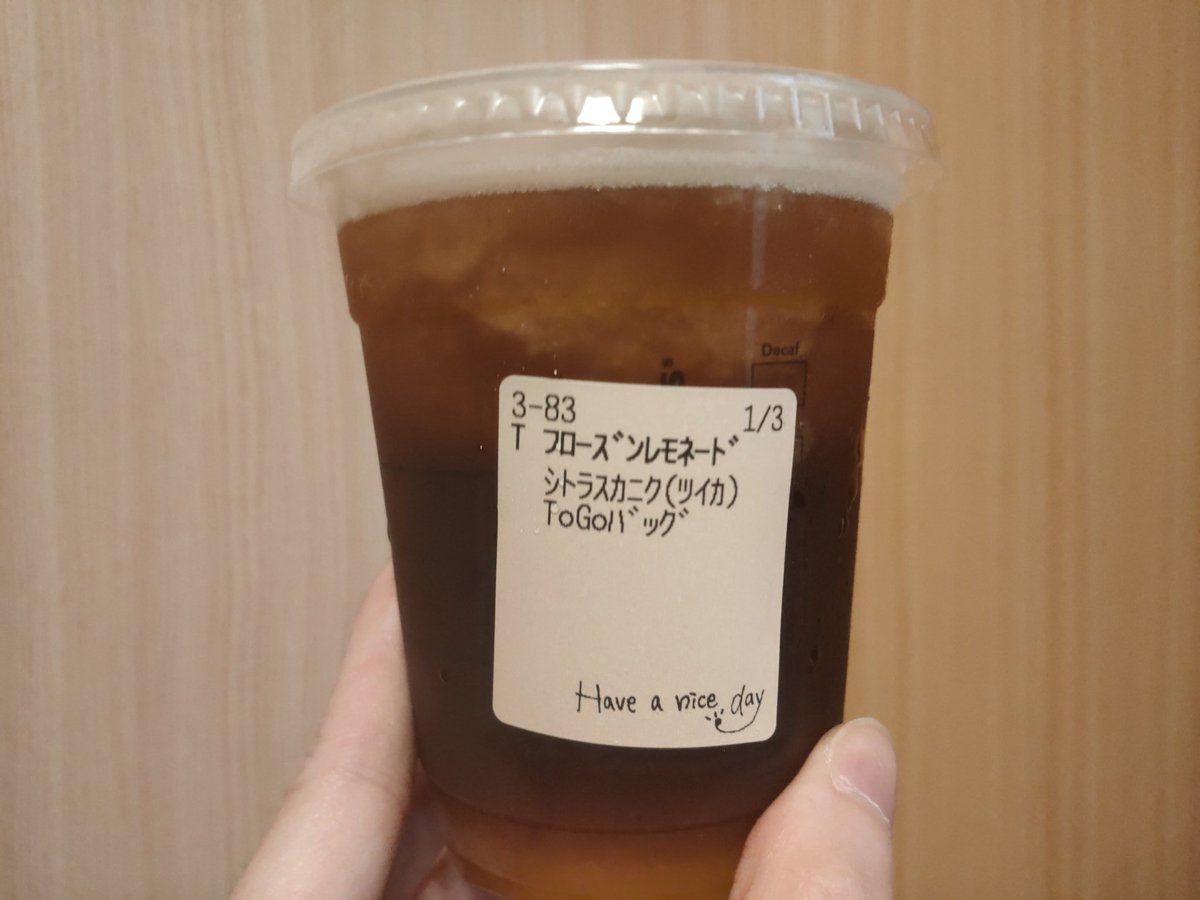 Decaf
3-83 1/3
T フローズンレモネード
シトラスカニク(ツイカ)
ToGoバッグ
Have a nice day